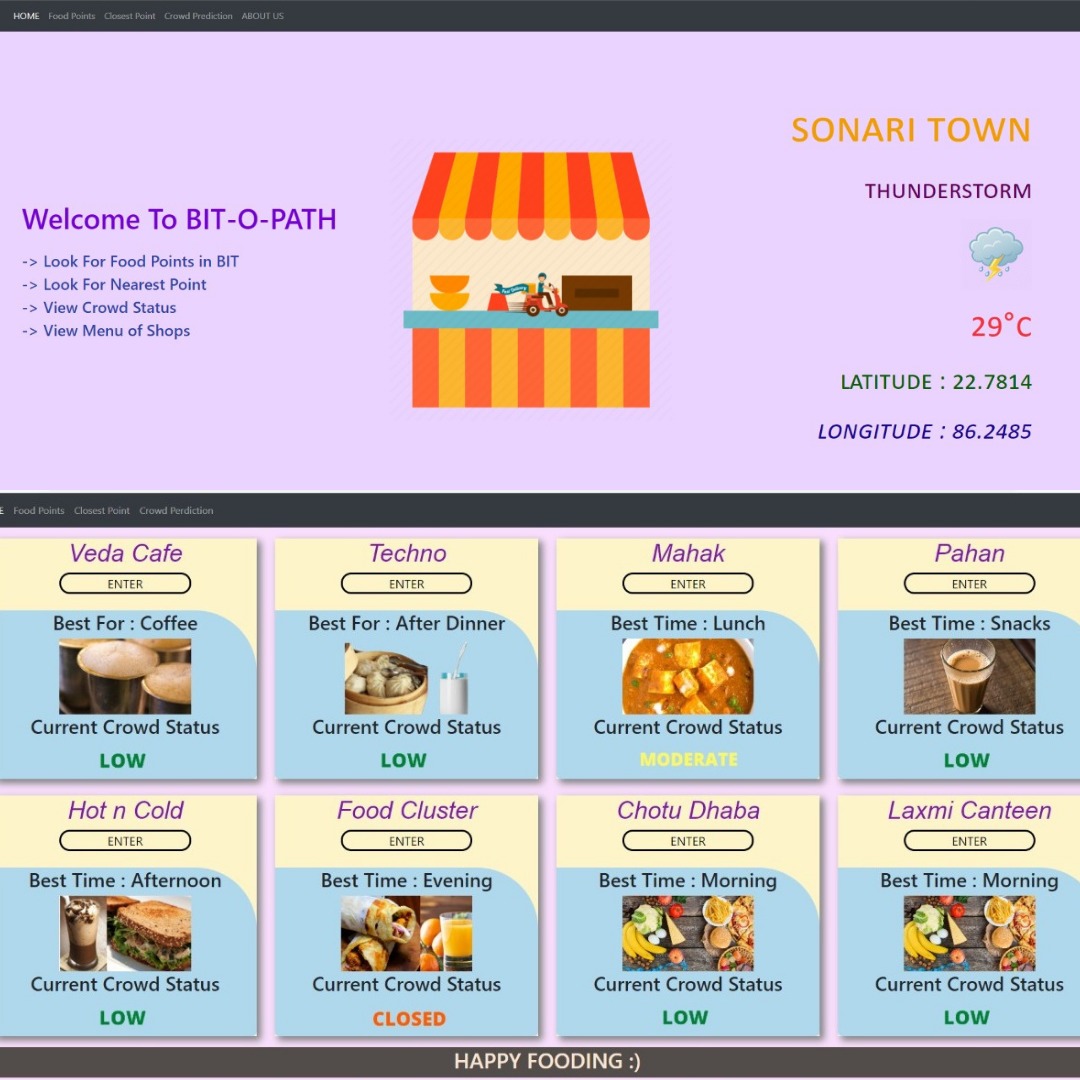 HOME Food Points Closest Point Crowd Prediction ABOUT US
SONARI TOWN
THUNDERSTORM
Welcome To BIT-O-PATH
-> Look For Food Points in BIT
-> Look For Nearest Point
-> View Crowd Status
-> View Menu of Shops
29°C
LATITUDE : 22.7814
LONGITUDE : 86.2485
E Food Points Closest Point Crowd Perdiction
Veda Cafe Techno Mahak Pahan
ENTER ENTER ENTER ENTER
Best For : Coffee Best For : After Dinner Best Time : Lunch Best Time : Snacks
Current Crowd Status Current Crowd Status Current Crowd Status Current Crowd Status
LOW LOW MODERATE LOW
Hot n Cold Food Cluster Chotu Dhaba Laxmi Canteen
ENTER ENTER ENTER ENTER
Best Time : Afternoon Best Time : Evening Best Time : Morning Best Time : Morning
Current Crowd Status Current Crowd Status Current Crowd Status Current Crowd Status
LOW CLOSED LOW LOW
HAPPY FOODING :)